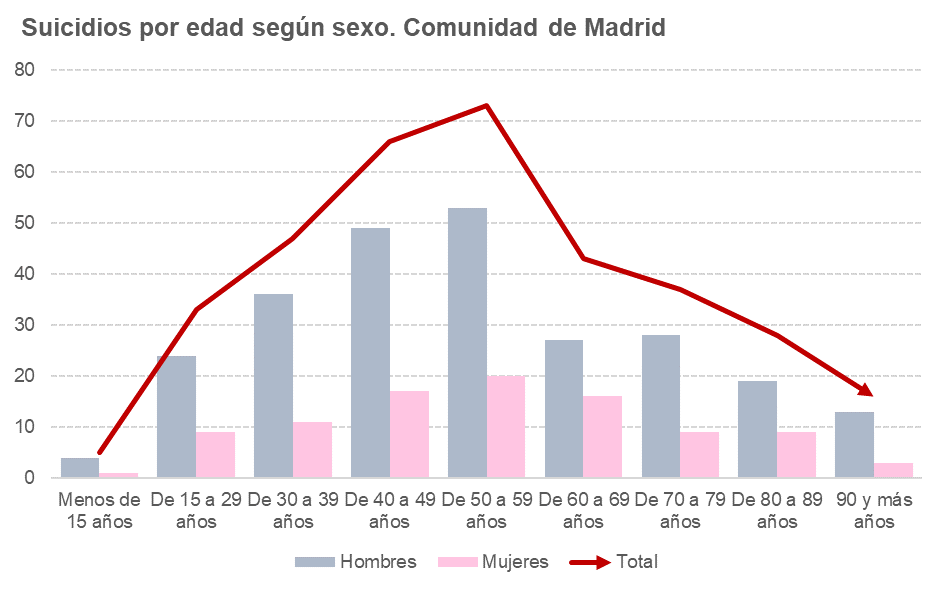 Suicidios por edad según sexo. Comunidad de Madrid
80
70
60
50
40
30
20
10
0
Menos de 15 años
De 15 a 29 años
De 30 a 39 años
De 40 a 49 años
De 50 a 59 años
De 60 a 69 años
De 70 a 79 años
De 80 a 89 años
90 y más años
Hombres
Mujeres
Total